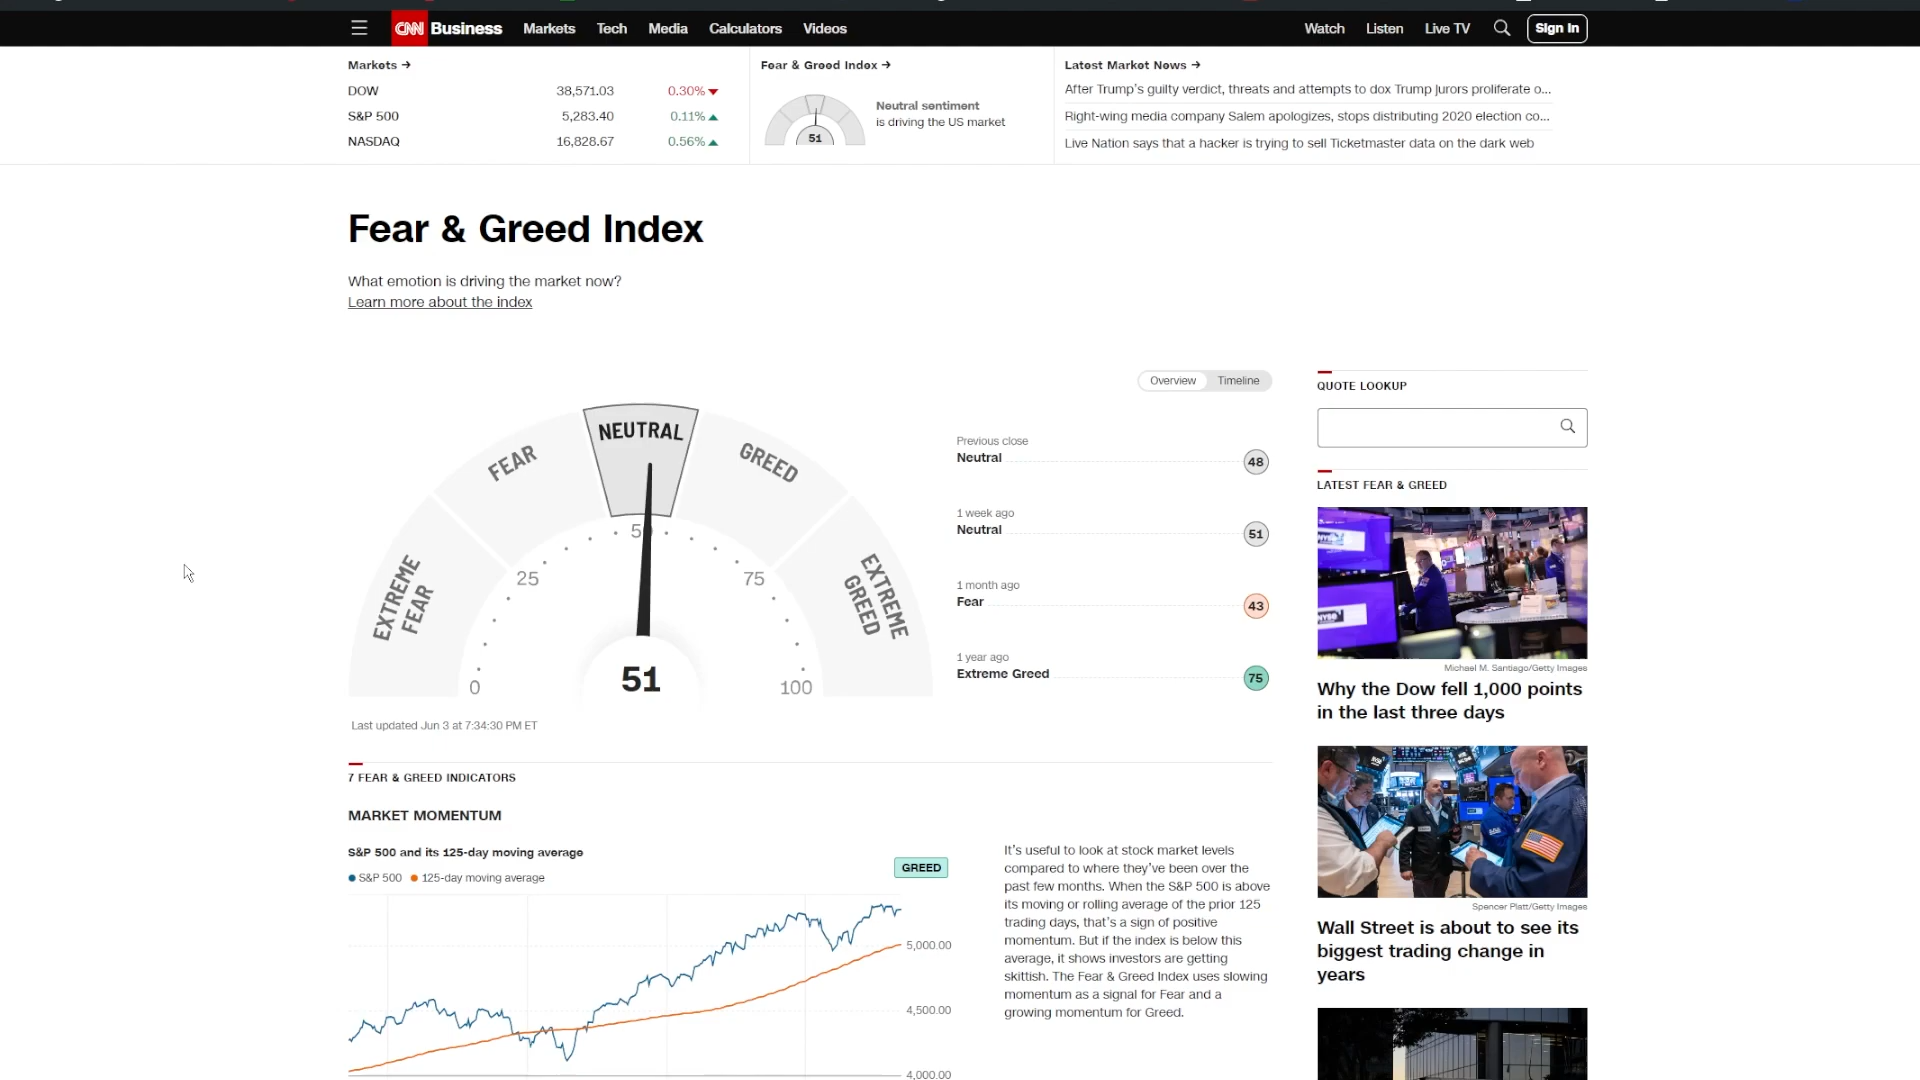 CNN Business Markets Tech Media Calculators Videos Watch Listen Live TV Sign In
Markets →
DOW 38,571.03 0.30%
S&P 500 5,283.40 0.11%
NASDAQ 16,828.67 0.56%
Fear & Greed Index →
Neutral sentiment
is driving the US market
51
Latest Market News →
After Trump's guilty verdict, threats and attempts to dox Trump jurors proliferate o...
Right-wing media company Salem apologizes, stops distributing 2020 election co...
Live Nation says that a hacker is trying to sell Ticketmaster data on the dark web
Fear & Greed Index
What emotion is driving the market now?
Learn more about the index
Overview Timeline
EXTREME
FEAR
FEAR
NEUTRAL
GREED
EXTREME
GREED
0
25
50
75
100
51
Last updated Jun 3 at 7:34:30 PM ET
Previous close
Neutral 48
1 week ago
Neutral 51
1 month ago
Fear 43
1 year ago
Extreme Greed 75
7 FEAR & GREED INDICATORS
MARKET MOMENTUM
S&P 500 and its 125-day moving average
GREED
S&P 500 125-day moving average
5,000.00
4,500.00
4,000.00
It's useful to look at stock market levels
compared to where they've been over the
past few months. When the S&P 500 is above
its moving or rolling average of the prior 125
trading days, that's a sign of positive
momentum. But if the index is below this
average, it shows investors are getting
skittish. The Fear & Greed Index uses slowing
momentum as a signal for Fear and a
growing momentum for Greed.
QUOTE LOOKUP
LATEST FEAR & GREED
Michael M. Santiago/Getty Images
Why the Dow fell 1,000 points
in the last three days
Spencer Platt/Getty Images
Wall Street is about to see its
biggest trading change in
years